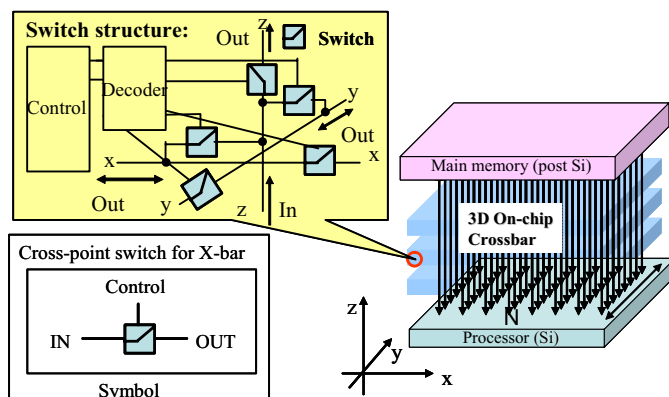 Switch structure:
z
Out
Switch
Control
Decoder
y
Out
x
x
Out
y
z
In
Main memory (post Si)
3D On-chip
Crossbar
N
Processor (Si)
z
y
x
Cross-point switch for X-bar
Control
IN
OUT
Symbol